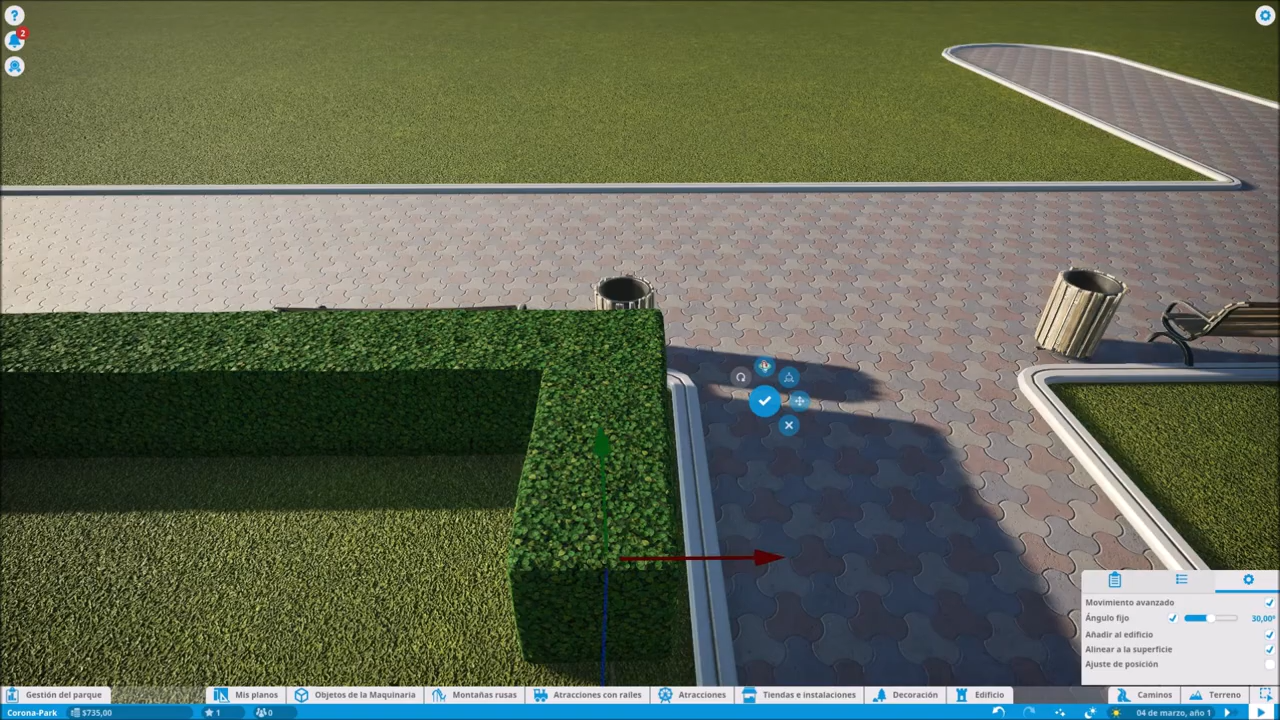 ?
2
Movimiento avanzado
Ángulo fijo 30,00°
Añadir al edificio
Alinear a la superficie
Ajuste de posición
Gestión del parque Mis planos Objetos de la Maquinaria Montañas rusas Atracciones con raíles Atracciones Tiendas e instalaciones Decoración Edificio Caminos Terreno
Corona-Park $735,00 1 0 04 de marzo, año 1